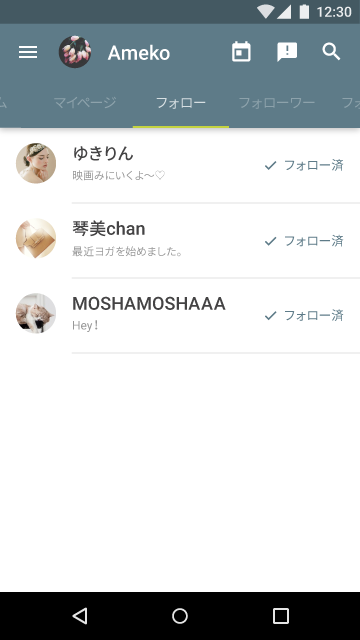 12:30
Ameko
ム マイページ フォロー フォローワー フォ
ゆきりん
映画みにいくよ〜♡
フォロー済
琴美chan
最近ヨガを始めました。
フォロー済
MOSHAMOSHAAA
Hey！
フォロー済